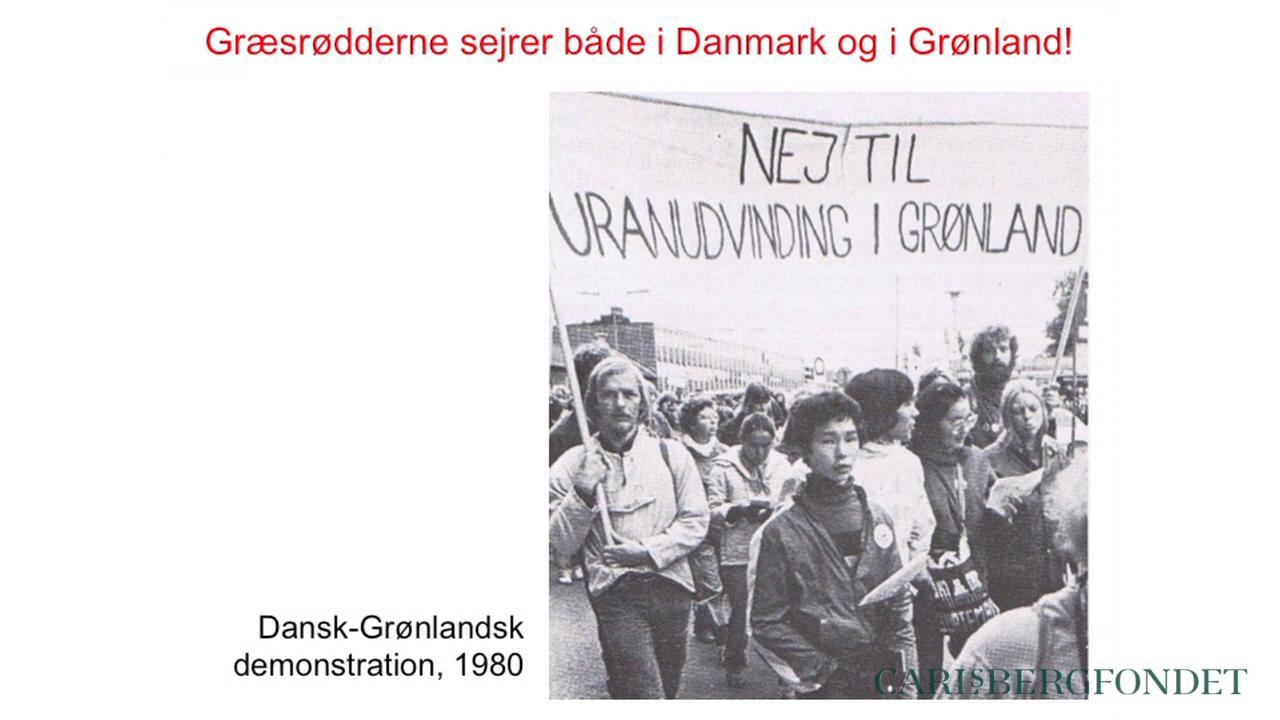 Græsrødderne sejrer både i Danmark og i Grønland!
NEJ TIL
URANUDVINDING I GRØNLAND
Dansk-Grønlandsk
demonstration, 1980
CARLSBERGFONDET